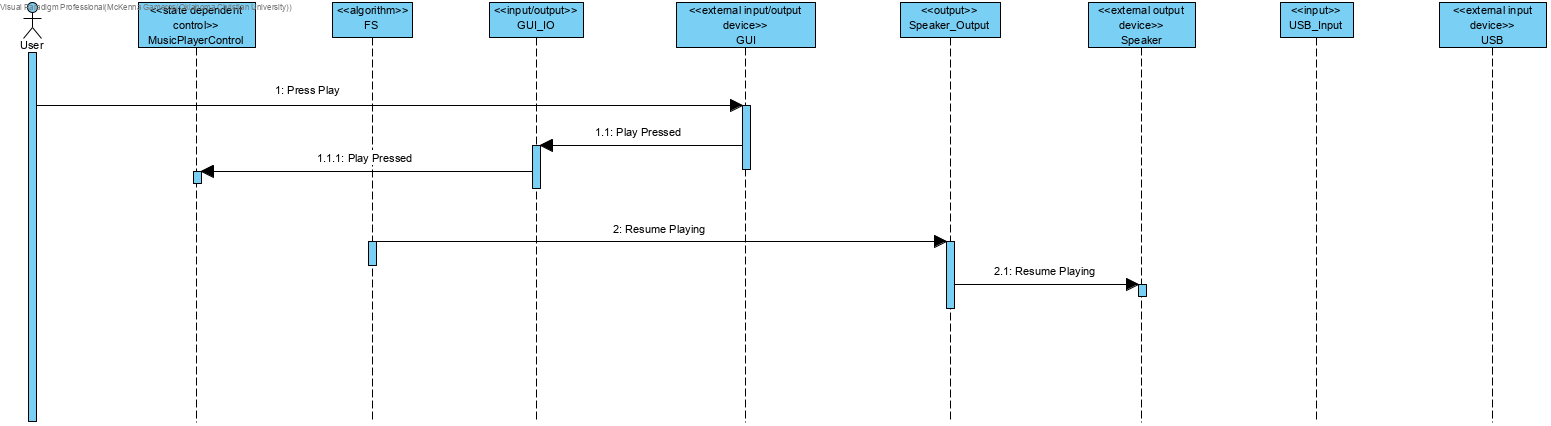 Visual Paradigm Professional(McKenna
<<state dependent
control>>
MusicPlayerControl
<<algorithm>>
FS
<<input/output>>
GUI_IO
<<external input/output
device>>
GUI
<<output>>
Speaker_Output
<<external output
device>>
Speaker
<<input>>
USB_Input
<<external input
device>>
USB
User
1: Press Play
1.1: Play Pressed
1.1.1: Play Pressed
2: Resume Playing
2.1: Resume Playing